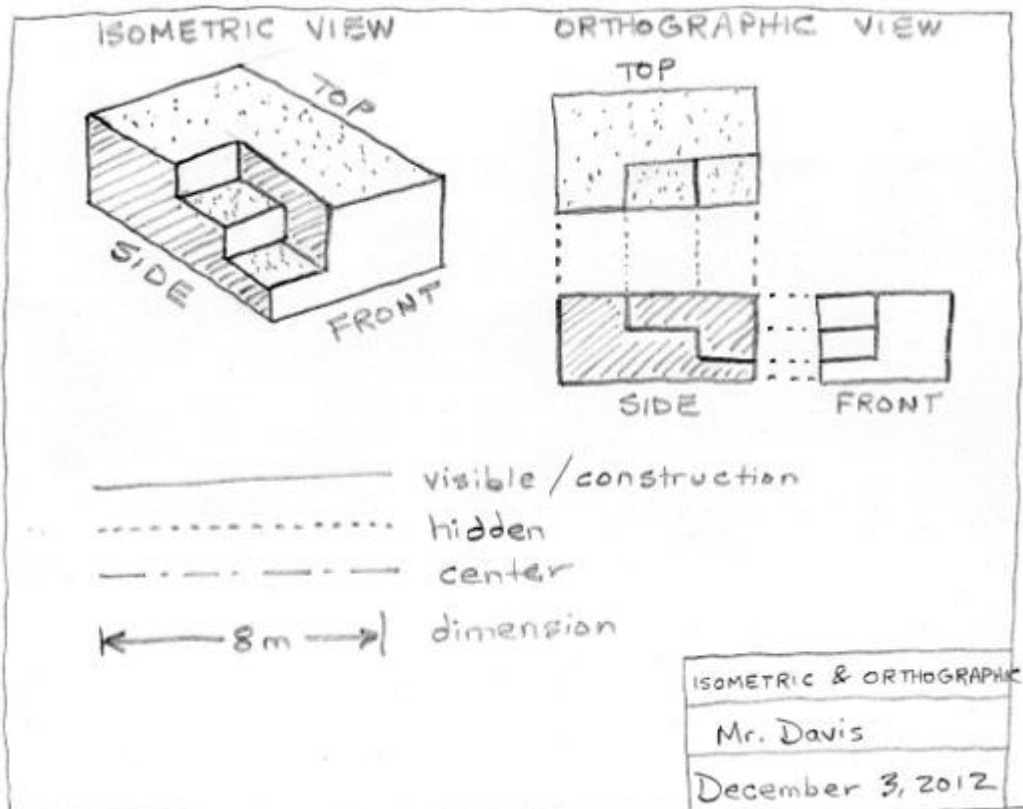 ISOMETRIC VIEW
TOP
SIDE
FRONT
ORTHOGRAPHIC VIEW
TOP
SIDE
FRONT
visible / construction
hidden
center
8m
dimension
ISOMETRIC & ORTHOGRAPHIC
Mr. Davis
December 3, 2012